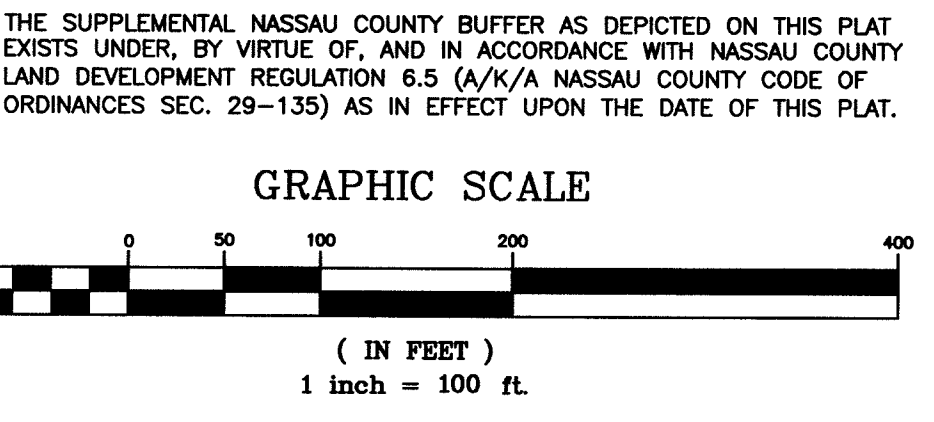 THE SUPPLEMENTAL NASSAU COUNTY BUFFER AS DEPICTED ON THIS PLAT
EXISTS UNDER, BY VIRTUE OF, AND IN ACCORDANCE WITH NASSAU COUNTY
LAND DEVELOPMENT REGULATION 6.5 (A/K/A NASSAU COUNTY CODE OF
ORDINANCES SEC. 29-135) AS IN EFFECT UPON THE DATE OF THIS PLAT.
GRAPHIC SCALE
0 50 100 200 400
( IN FEET )
1 inch = 100 ft.